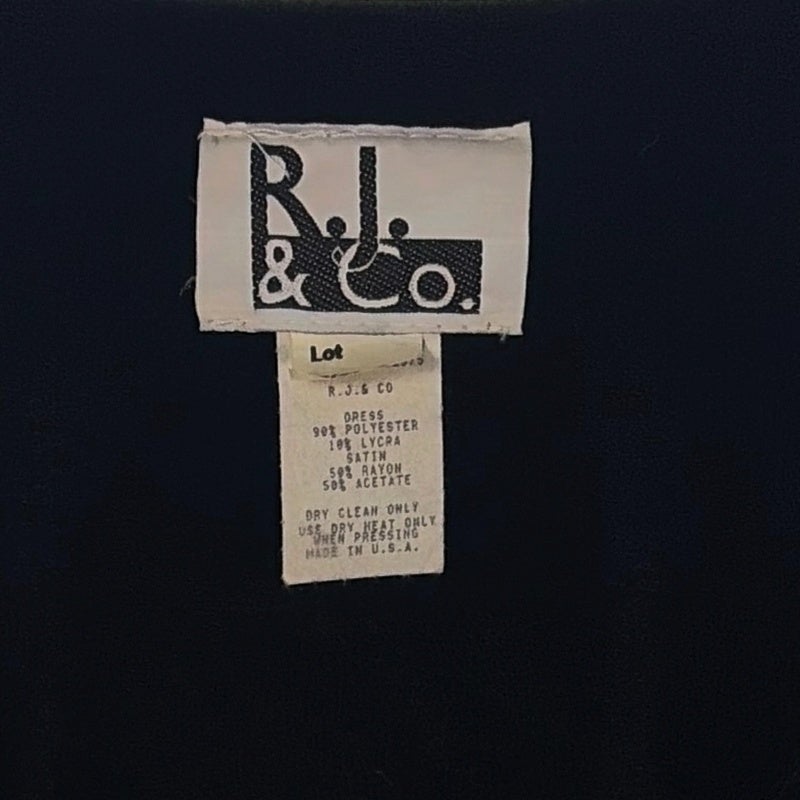 R.J.
& Co.
Lot
R.J.& CO
DRESS
90% POLYESTER
10% LYCRA
SATIN
50% RAYON
50% ACETATE
DRY CLEAN ONLY
USE DRY HEAT ONLY
WHEN PRESSING
MADE IN U.S.A.